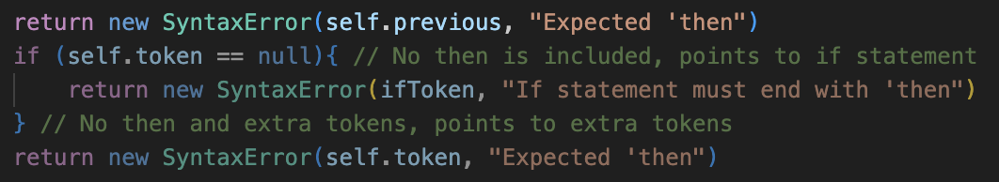 return new SyntaxError(self.previous, "Expected 'then")
if (self.token == null){ // No then is included, points to if statement
return new SyntaxError(ifToken, "If statement must end with 'then")
} // No then and extra tokens, points to extra tokens
return new SyntaxError(self.token, "Expected 'then")